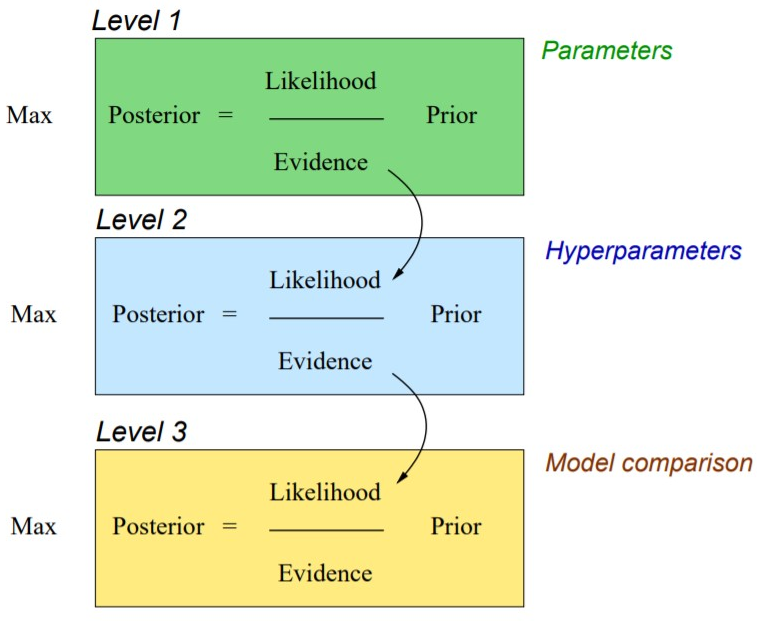 Level 1
Parameters
Likelihood
Max Posterior = Prior
Evidence
Level 2
Hyperparameters
Likelihood
Max Posterior = Prior
Evidence
Level 3
Model comparison
Likelihood
Max Posterior = Prior
Evidence